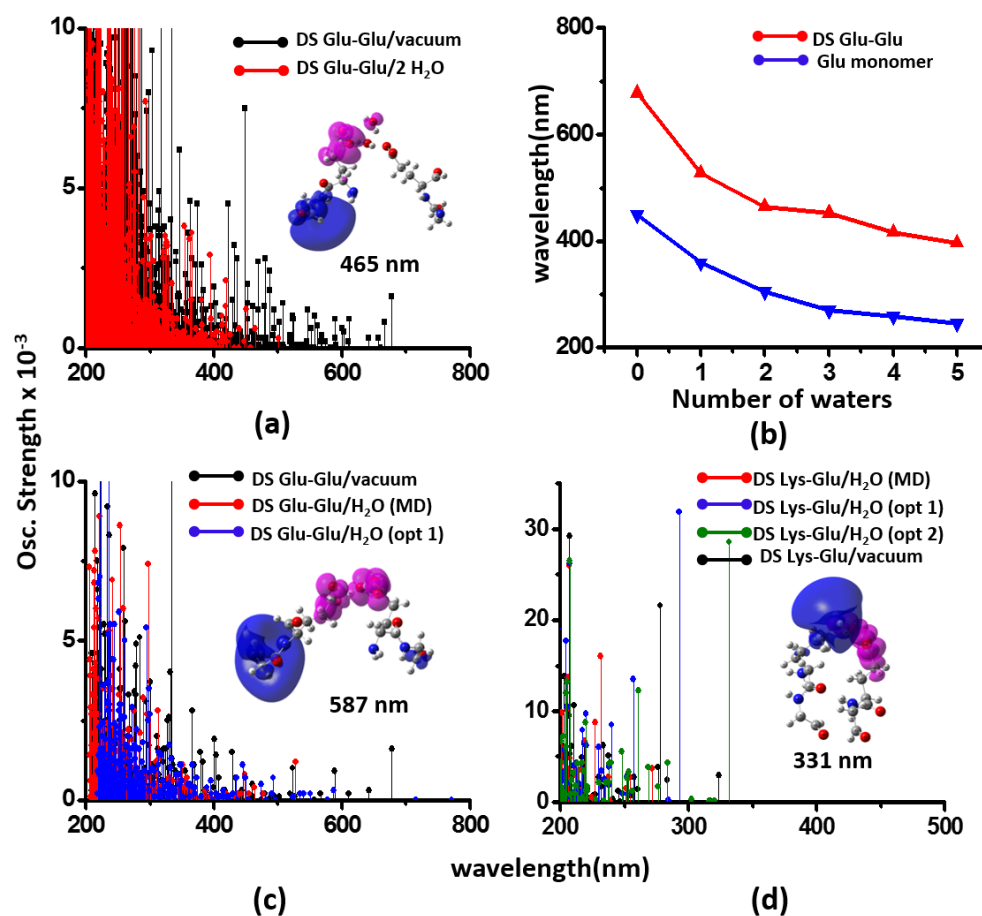 10
5
0
DS Glu-Glu/vacuum
DS Glu-Glu/2 H₂O
465 nm
200 400 600 800
(a)
800
600
400
200
wavelength(nm)
DS Glu-Glu
Glu monomer
0 1 2 3 4 5
Number of waters
(b)
Osc. Strength x 10⁻³
10
5
0
DS Glu-Glu/vacuum
DS Glu-Glu/H₂O (MD)
DS Glu-Glu/H₂O (opt 1)
587 nm
200 400 600 800
30
20
10
0
DS Lys-Glu/H₂O (MD)
DS Lys-Glu/H₂O (opt 1)
DS Lys-Glu/H₂O (opt 2)
DS Lys-Glu/vacuum
331 nm
200 300 400 500
wavelength(nm)
(c)
(d)